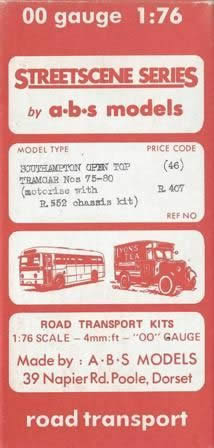 00 gauge 1:76
STREETSCENE SERIES
by a·b·s models
MODEL TYPE PRICE CODE
SOUTHAMPTON OPEN TOP (46)
TRAMCAR Nos 75-80
(motorise with R.407
R.552 chassis kit)
REF NO
LYONS
TEA
ROAD TRANSPORT KITS
1:76 SCALE - 4mm:ft - "OO" GAUGE
Made by : A·B·S MODELS
39 Napier Rd. Poole, Dorset
road transport